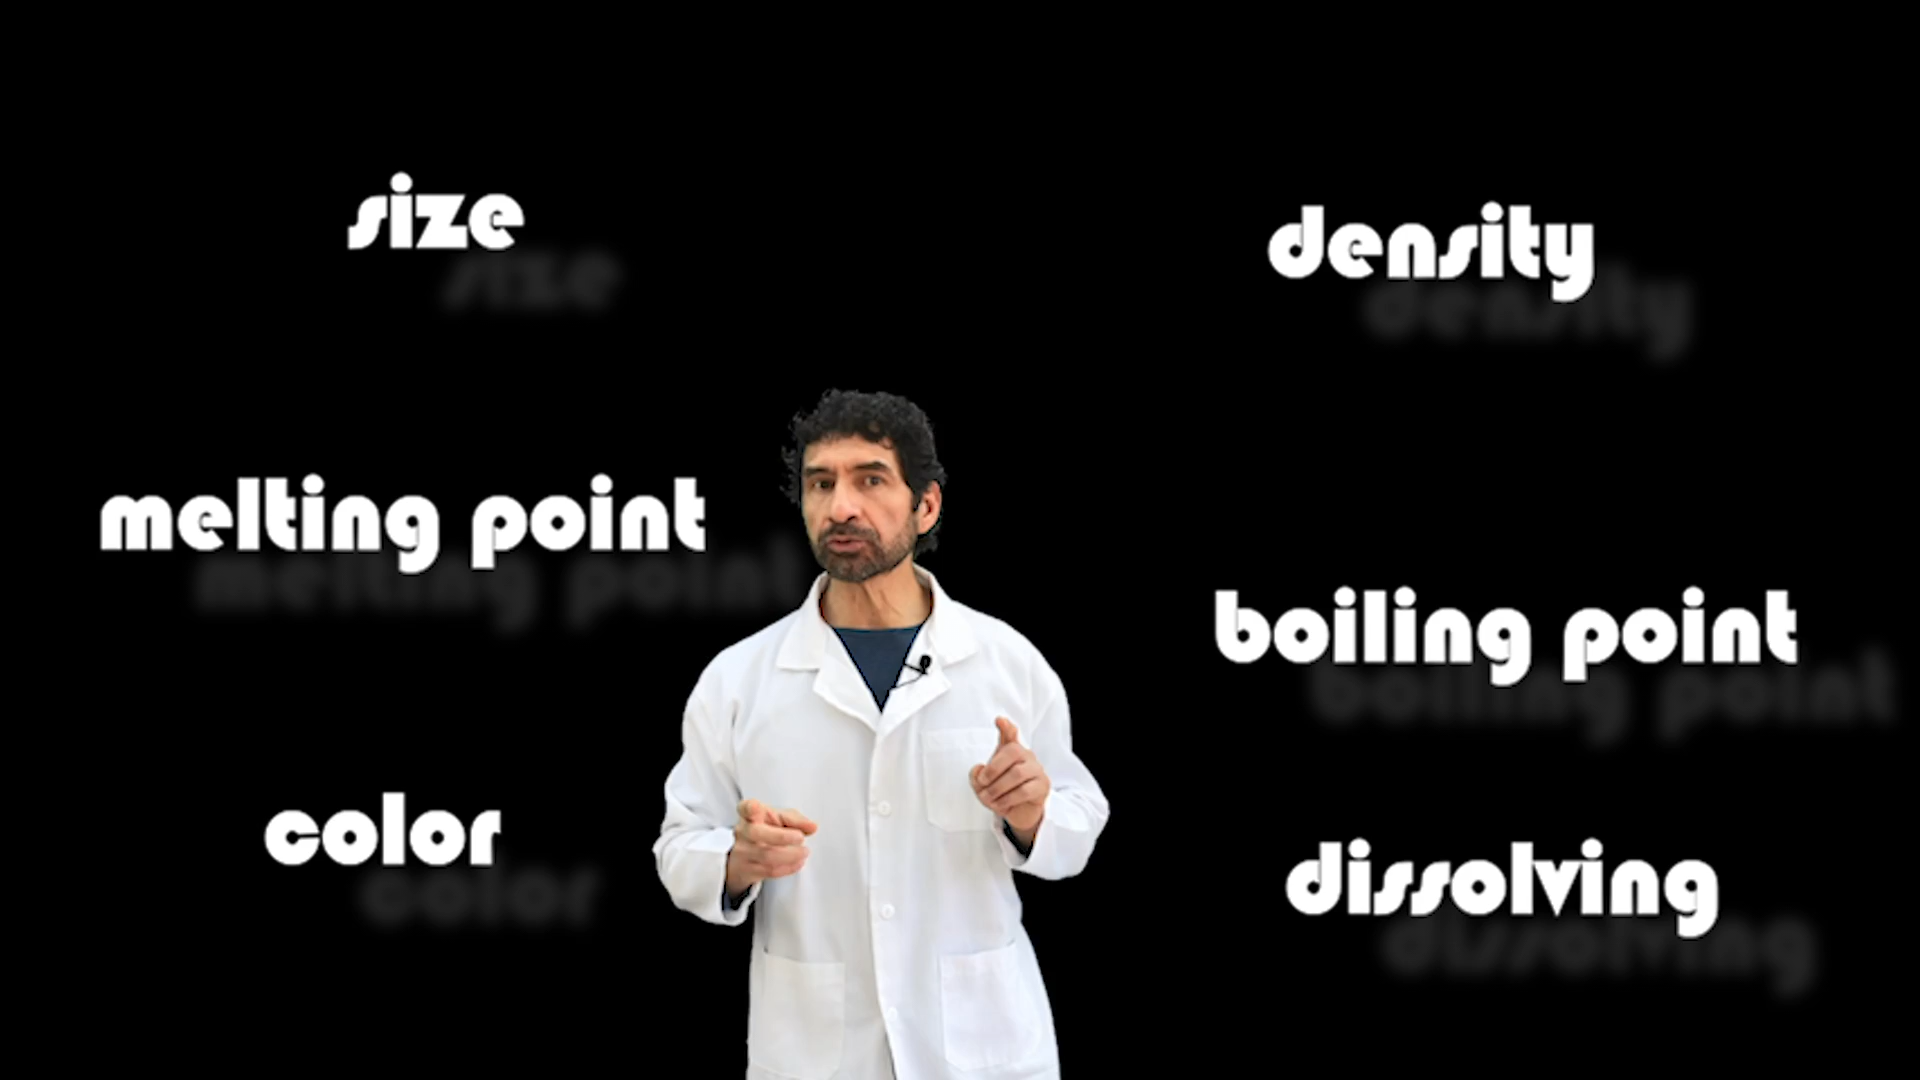 size
density
melting point
boiling point
color
dissolving